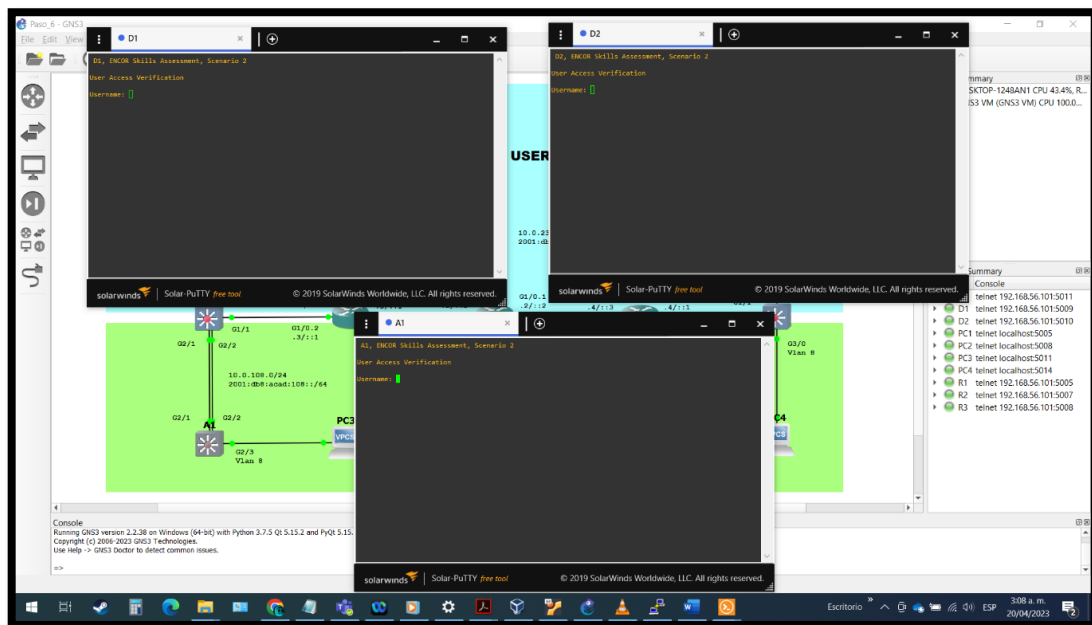 Paso_6 - GNS3
File Edit View
D1
D1, ENCOR Skills Assessment, Scenario 2
User Access Verification
Username:
solarwinds | Solar-PuTTY free tool © 2019 SolarWinds Worldwide, LLC. All rights reserved.
D2
D2, ENCOR Skills Assessment, Scenario 2
User Access Verification
Username:
solarwinds | Solar-PuTTY free tool © 2019 SolarWinds Worldwide, LLC. All rights reserved.
USER
10.0.23
2001:db
G1/0.1
.2/::2
.4/::3
.4/::1
G1/1
G1/0.2
.3/::1
G2/1
G2/2
10.0.108.0/24
2001:db8:acad:108::/64
G2/1
G2/2
A1
G2/3
Vlan 8
PC3
VPCS
G3/0
Vlan 8
C4
PCS
A1
A1, ENCOR Skills Assessment, Scenario 2
User Access Verification
Username:
solarwinds | Solar-PuTTY free tool © 2019 SolarWinds Worldwide, LLC. All rights reserved.
mmary
SKTOP-1248AN1 CPU 43.4%, R...
S3 VM (GNS3 VM) CPU 100.0...
Summary
Console
telnet 192.168.56.101:5011
D1 telnet 192.168.56.101:5009
D2 telnet 192.168.56.101:5010
PC1 telnet localhost:5005
PC2 telnet localhost:5008
PC3 telnet localhost:5011
PC4 telnet localhost:5014
R1 telnet 192.168.56.101:5005
R2 telnet 192.168.56.101:5007
R3 telnet 192.168.56.101:5008
Console
Running GNS3 version 2.2.38 on Windows (64-bit) with Python 3.7.5 Qt 5.15.2 and PyQt 5.15.
Copyright (c) 2006-2023 GNS3 Technologies.
Use Help -> GNS3 Doctor to detect common issues.
=>
Escritorio
ESP
3:08 a. m.
20/04/2023